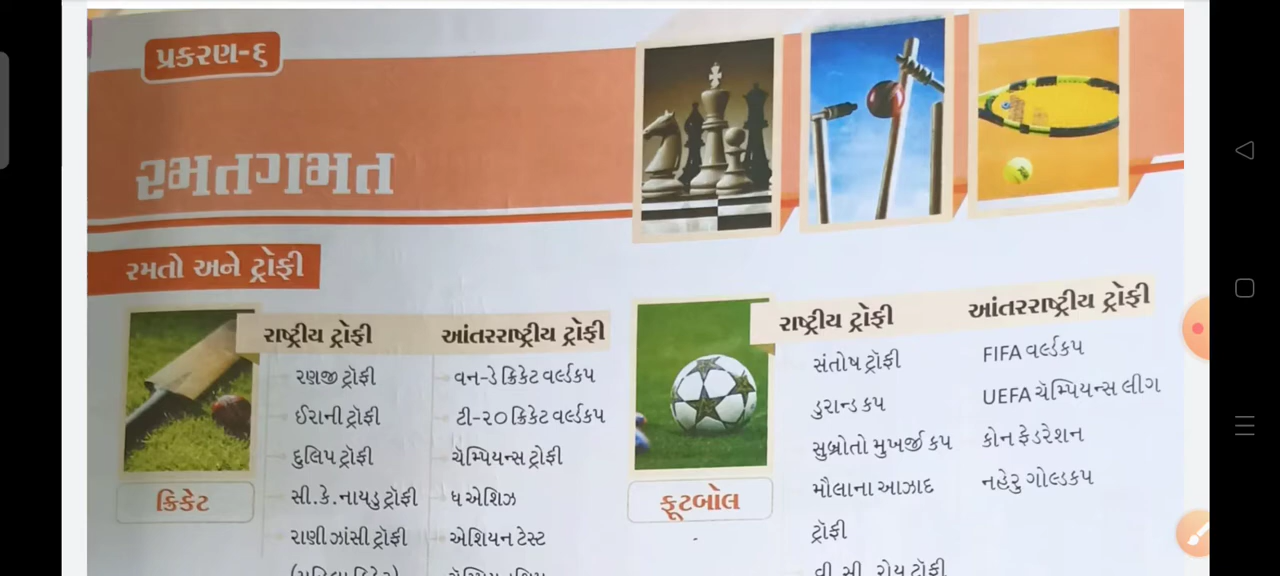 પ્રકરણ-૬
રમતગમત
રમતો અને ટ્રોફી
રાષ્ટ્રીય ટ્રોફી
રણજી ટ્રૉફી
ઈરાની ટ્રૉફી
દુલિપ ટ્રૉફી
સી.કે.નાયડુ ટ્રૉફી
રાણી ઝાંસી ટ્રૉફી
આંતરરાષ્ટ્રીય ટ્રોફી
વન-ડે ક્રિકેટ વર્લ્ડકપ
ટી-૨૦ ક્રિકેટ વર્લ્ડકપ
ચેમ્પિયન્સ ટ્રોફી
ધ એશિઝ
એશિયન ટેસ્ટ
ક્રિકેટ
રાષ્ટ્રીય ટ્રોફી
સંતોષ ટ્રૉફી
ડુરાન્ડ કપ
સુબ્રોતો મુખર્જી કપ
મૌલાના આઝાદ
ટ્રૉફી
વી. સી. રોય ટ્રૉફી
આંતરરાષ્ટ્રીય ટ્રોફી
FIFA વર્લ્ડકપ
UEFA ચૅમ્પિયન્સ લીગ
કોન ફેડરેશન
નહેરુ ગોલ્ડકપ
ફૂટબોલ